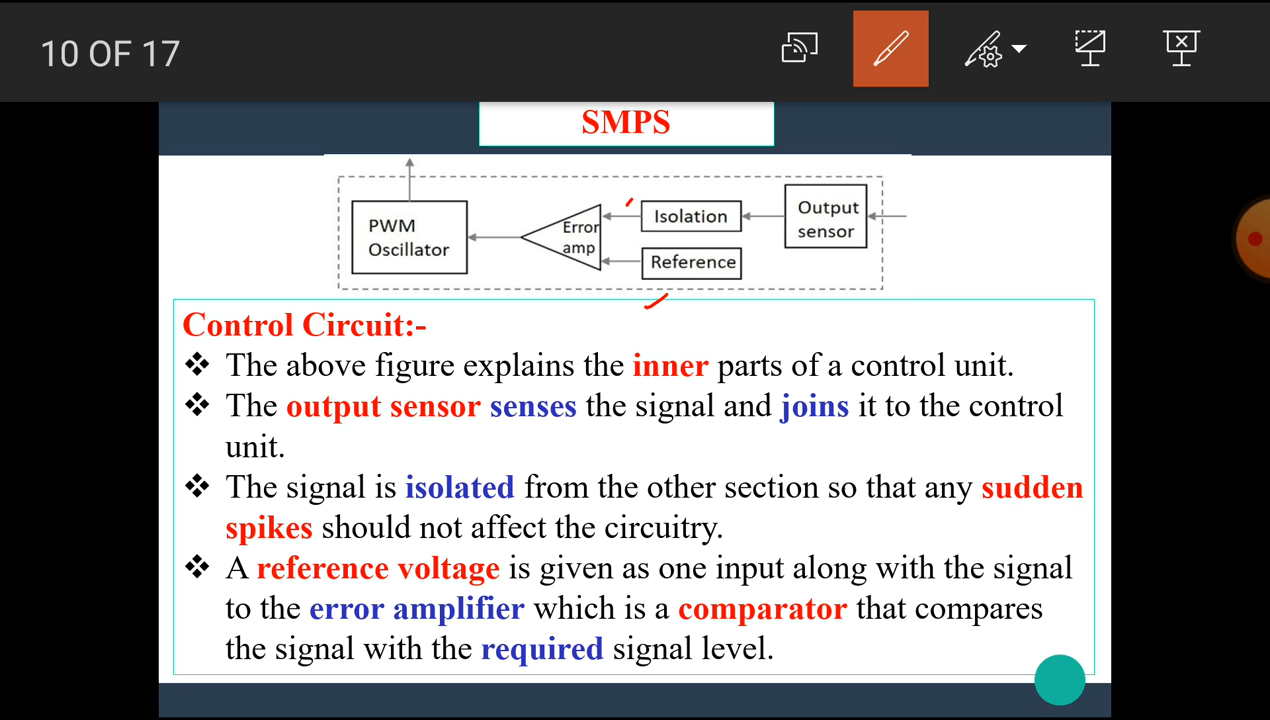 10 OF 17
SMPS
PWM
Oscillator
Error
amp
Isolation
Reference
Output
sensor
Control Circuit:-
❖ The above figure explains the inner parts of a control unit.
❖ The output sensor senses the signal and joins it to the control
unit.
❖ The signal is isolated from the other section so that any sudden
spikes should not affect the circuitry.
❖ A reference voltage is given as one input along with the signal
to the error amplifier which is a comparator that compares
the signal with the required signal level.